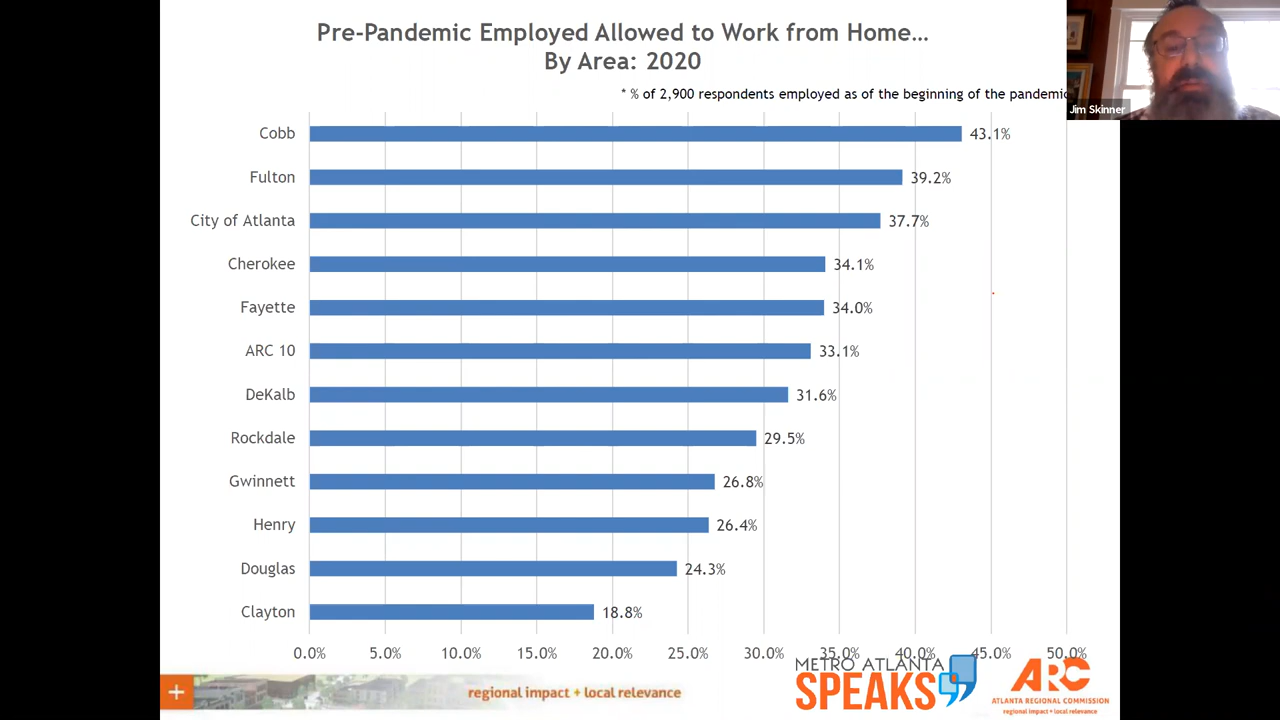 Pre-Pandemic Employed Allowed to Work from Home…
By Area: 2020
* % of 2,900 respondents employed as of the beginning of the pandemic
Jim Skinner
Cobb 43.1%
Fulton 39.2%
City of Atlanta 37.7%
Cherokee 34.1%
Fayette 34.0%
ARC 10 33.1%
DeKalb 31.6%
Rockdale 29.5%
Gwinnett 26.8%
Henry 26.4%
Douglas 24.3%
Clayton 18.8%
0.0% 5.0% 10.0% 15.0% 20.0% 25.0% 30.0% 35.0% 40.0% 45.0% 50.0%
regional impact + local relevance
METRO ATLANTA
SPEAKS
ARC
ATLANTA REGIONAL COMMISSION
regional impact + local relevance